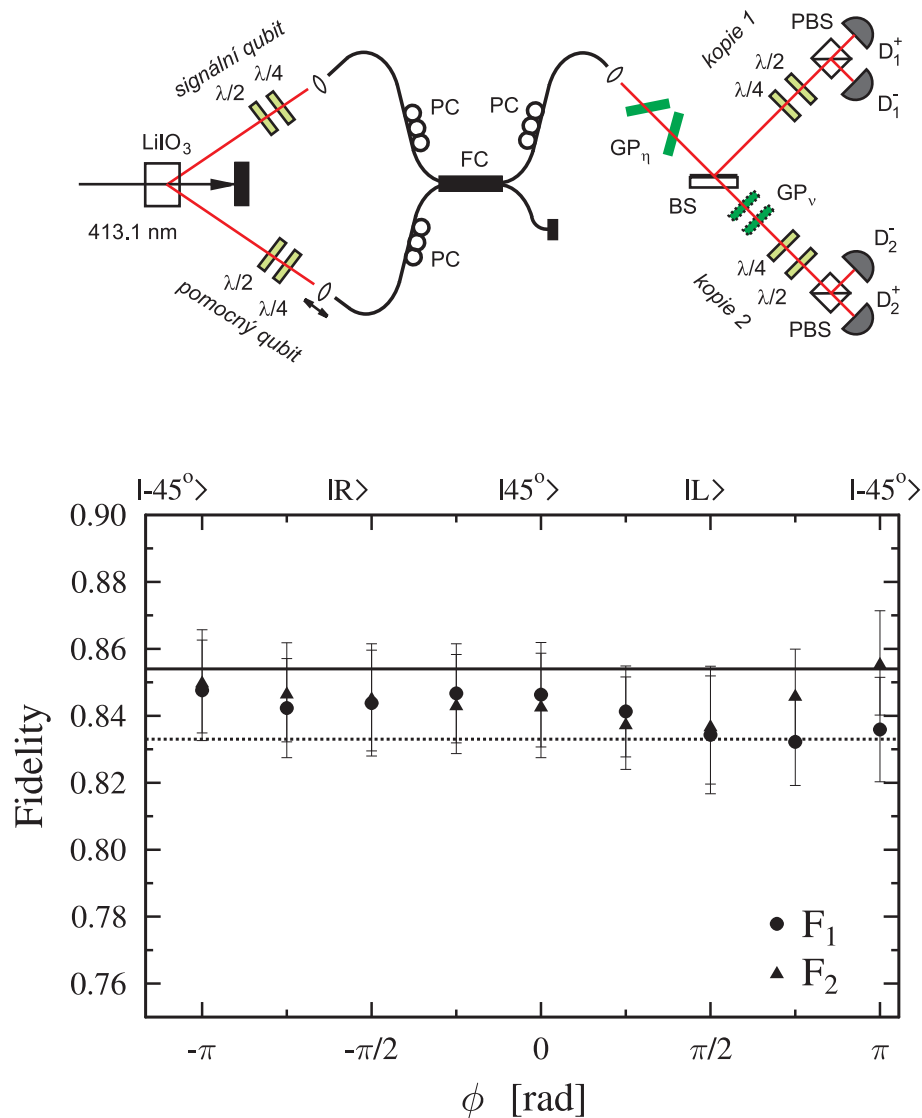 signální qubit
λ/2 λ/4
LiIO₃
413.1 nm
λ/2
λ/4
pomocný qubit
PC
PC
FC
PC
GPη
BS
GPν
kopie 1
λ/4
λ/2
PBS
D₁⁺
D₁⁻
λ/4
λ/2
kopie 2
PBS
D₂⁻
D₂⁺
|-45°> |R> |45°> |L> |-45°>
0.90
0.88
0.86
0.84
0.82
0.80
0.78
0.76
Fidelity
F₁
F₂
-π -π/2 0 π/2 π
ϕ [rad]